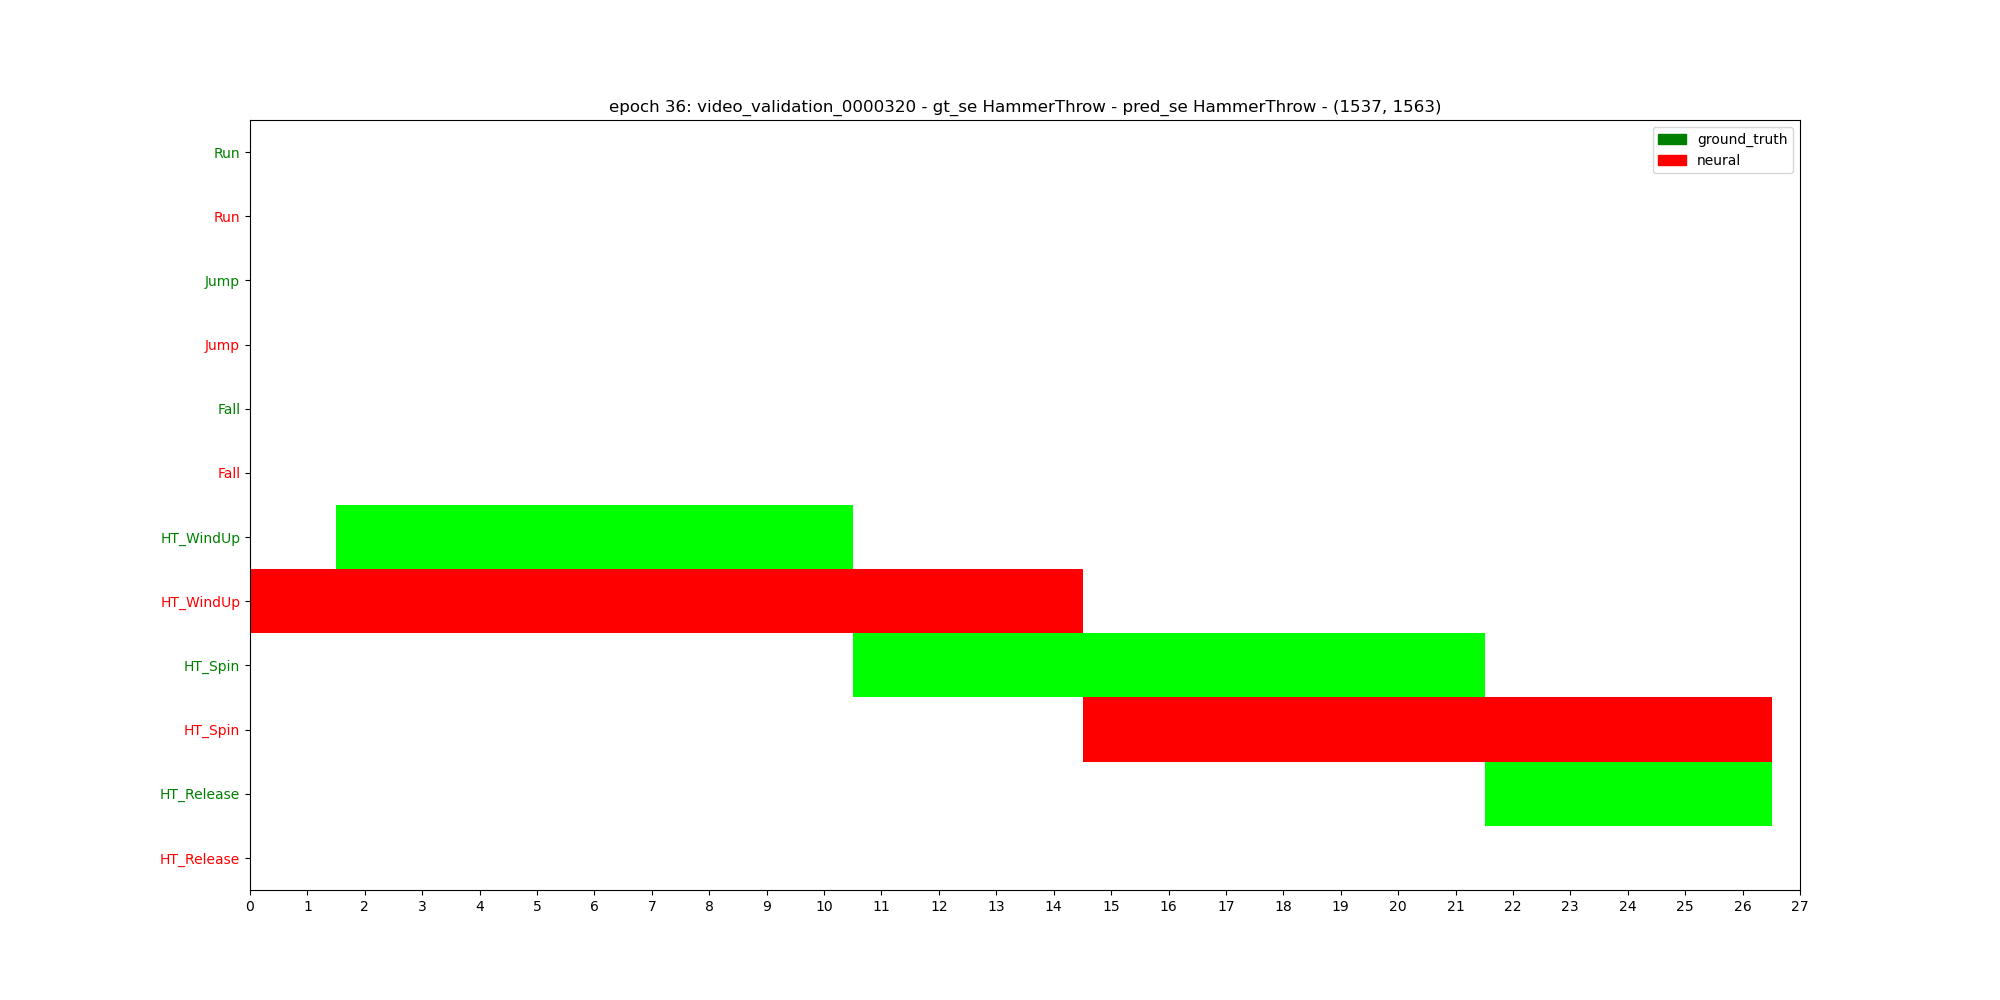 epoch 36: video_validation_0000320 - gt_se HammerThrow - pred_se HammerThrow - (1537, 1563)
ground_truth
neural
Run
Run
Jump
Jump
Fall
Fall
HT_WindUp
HT_WindUp
HT_Spin
HT_Spin
HT_Release
HT_Release
0 1 2 3 4 5 6 7 8 9 10 11 12 13 14 15 16 17 18 19 20 21 22 23 24 25 26 27